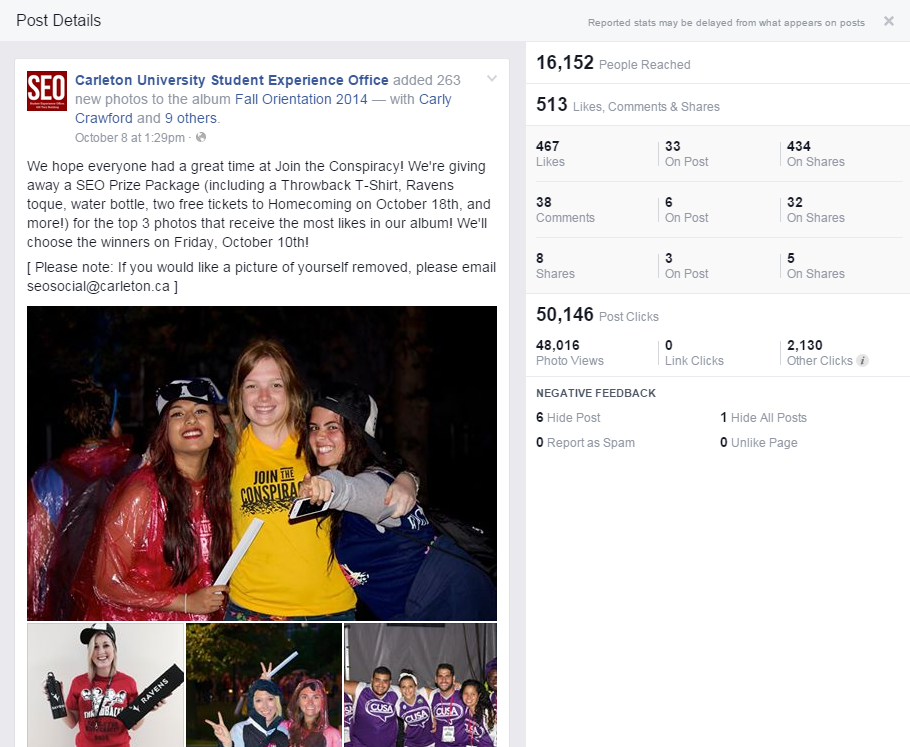 Post Details
Reported stats may be delayed from what appears on posts
SEO
Carleton University Student Experience Office added 263
new photos to the album Fall Orientation 2014 — with Carly
Crawford and 9 others.
October 8 at 1:29pm ·
We hope everyone had a great time at Join the Conspiracy! We're giving
away a SEO Prize Package (including a Throwback T-Shirt, Ravens
toque, water bottle, two free tickets to Homecoming on October 18th, and
more!) for the top 3 photos that receive the most likes in our album! We'll
choose the winners on Friday, October 10th!
[ Please note: If you would like a picture of yourself removed, please email
seosocial@carleton.ca ]
JOIN THE
CONSPIRAC
RAVENS
CUSA
CUSA
CUSA
16,152 People Reached
513 Likes, Comments & Shares
467 33 434
Likes On Post On Shares
38 6 32
Comments On Post On Shares
8 3 5
Shares On Post On Shares
50,146 Post Clicks
48,016 0 2,130
Photo Views Link Clicks Other Clicks i
NEGATIVE FEEDBACK
6 Hide Post 1 Hide All Posts
0 Report as Spam 0 Unlike Page